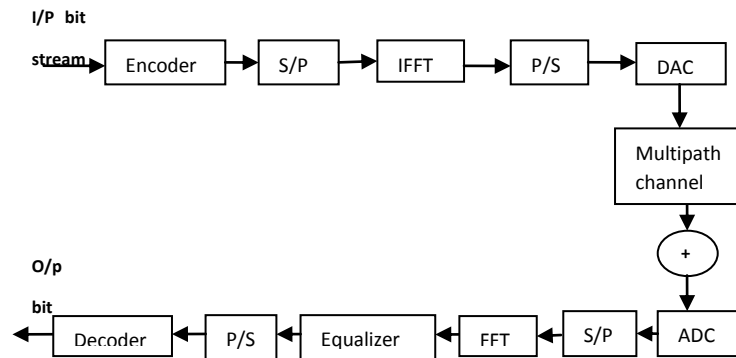 I/P bit
stream
Encoder
S/P
IFFT
P/S
DAC
Multipath
channel
+
O/p
bit
Decoder
P/S
Equalizer
FFT
S/P
ADC